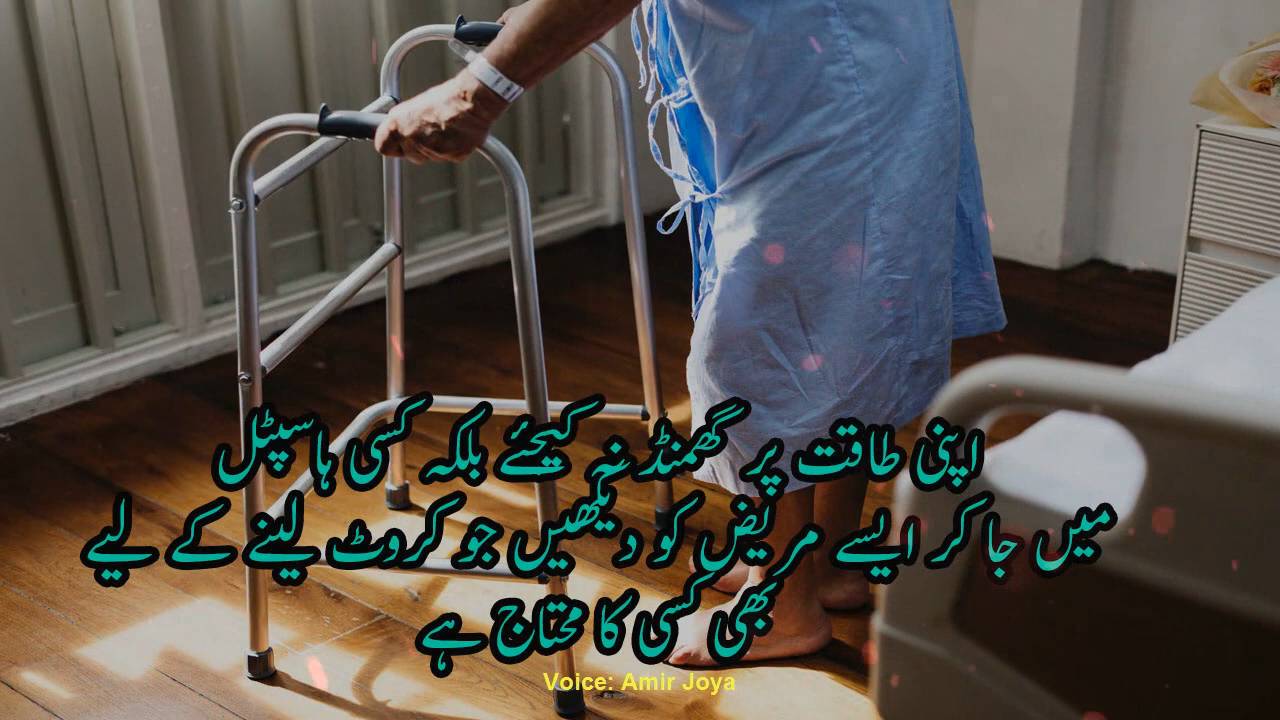 اپنی طاقت پر گھمنڈ نہ کیجئے بلکہ کسی ہاسپٹل
میں جا کر ایسے مریض کو دیکھیں جو کروٹ لینے کے لیے
بھی کسی کا محتاج ہے
Voice: Amir Joya